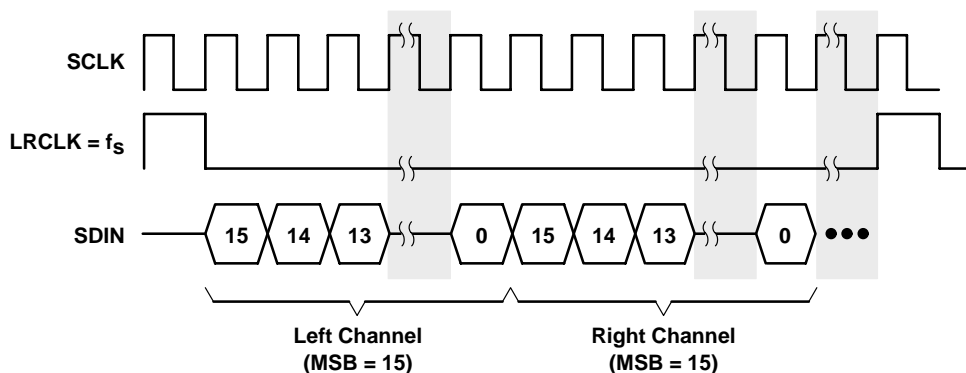 SCLK
LRCLK = fs
SDIN
15 14 13 0 15 14 13 0
Left Channel
(MSB = 15)
Right Channel
(MSB = 15)